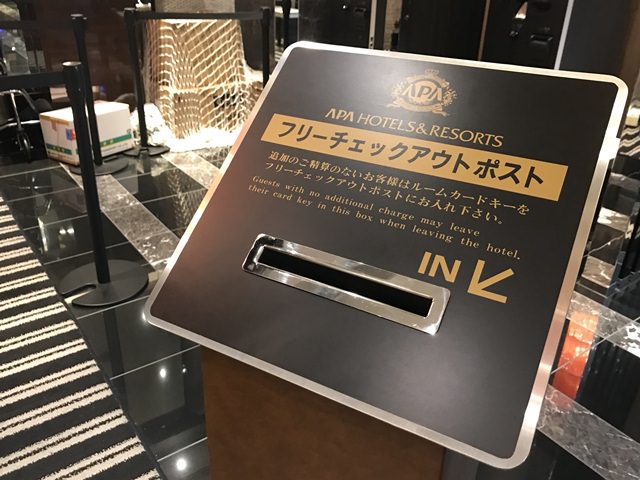 APA
APA HOTELS&RESORTS
フリーチェックアウトポスト
追加のご精算のないお客様はルームカードキーを
フリーチェックアウトポストにお入れ下さい。
Guests with no additional charge may leave
their card key in this box when leaving the hotel.
IN